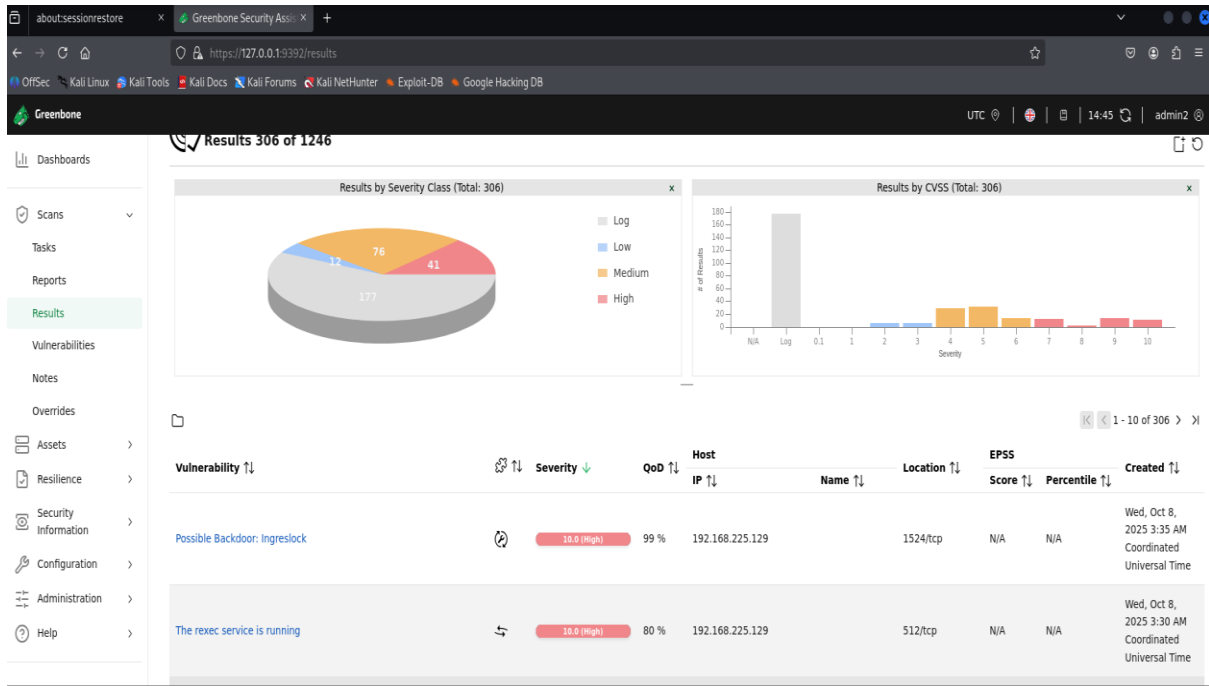 about:sessionrestore × Greenbone Security Assis × +
https://127.0.0.1:9392/results
OffSec Kali Linux Kali Tools Kali Docs Kali Forums Kali NetHunter Exploit-DB Google Hacking DB
Greenbone UTC 14:45 admin2
Dashboards
Scans
Tasks
Reports
Results
Vulnerabilities
Notes
Overrides
Assets
Resilience
Security
Information
Configuration
Administration
Help
Results 306 of 1246
Results by Severity Class (Total: 306) x
12
76
41
177
Log
Low
Medium
High
Results by CVSS (Total: 306) x
# of Results
180
160
140
120
100
80
60
40
20
0
N/A Log 0.1 1 2 3 4 5 6 7 8 9 10
Severity
1 - 10 of 306
Vulnerability Severity QoD Host Location EPSS Created
IP Name Score Percentile
Possible Backdoor: Ingreslock 10.0 (High) 99 % 192.168.225.129 1524/tcp N/A N/A
Wed, Oct 8,
2025 3:35 AM
Coordinated
Universal Time
The rexec service is running 10.0 (High) 80 % 192.168.225.129 512/tcp N/A N/A
Wed, Oct 8,
2025 3:30 AM
Coordinated
Universal Time